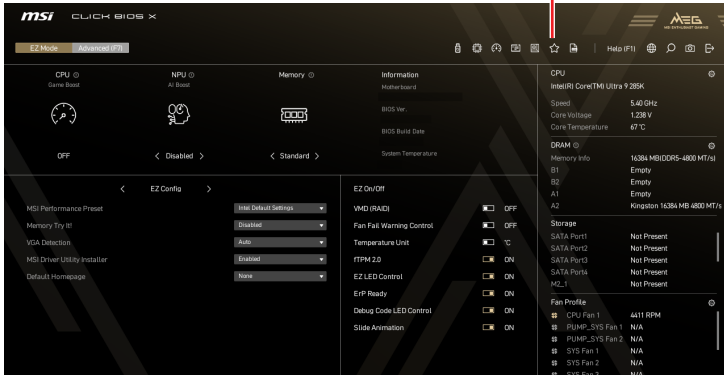 msi CLICK BIOS X
MEG
MSI ENTHUSIAST GAMING
EZ Mode Advanced (F7)
Help (F1)
CPU
Game Boost
OFF
NPU
AI Boost
< Disabled >
Memory
< Standard >
Information
Motherboard
BIOS Ver.
BIOS Build Date
System Temperature
CPU
Intel(R) Core(TM) Ultra 9 285K
Speed 5.40 GHz
Core Voltage 1.238 V
Core Temperature 67 °C
DRAM
Memory Info 16384 MB(DDR5-4800 MT/s)
B1 Empty
B2 Empty
A1 Empty
A2 Kingston 16384 MB 4800 MT/s
Storage
SATA Port1 Not Present
SATA Port2 Not Present
SATA Port3 Not Present
SATA Port4 Not Present
M2_1 Not Present
Fan Profile
CPU Fan 1 4411 RPM
PUMP_SYS Fan 1 N/A
PUMP_SYS Fan 2 N/A
SYS Fan 1 N/A
SYS Fan 2 N/A
SYS Fan 3 N/A
< EZ Config >
MSI Performance Preset Intel Default Settings
Memory Try It! Disabled
VGA Detection Auto
MSI Driver Utility Installer Enabled
Default Homepage None
EZ On/Off
VMD (RAID) OFF
Fan Fail Warning Control OFF
Temperature Unit °C
fTPM 2.0 ON
EZ LED Control ON
ErP Ready ON
Debug Code LED Control ON
Slide Animation ON